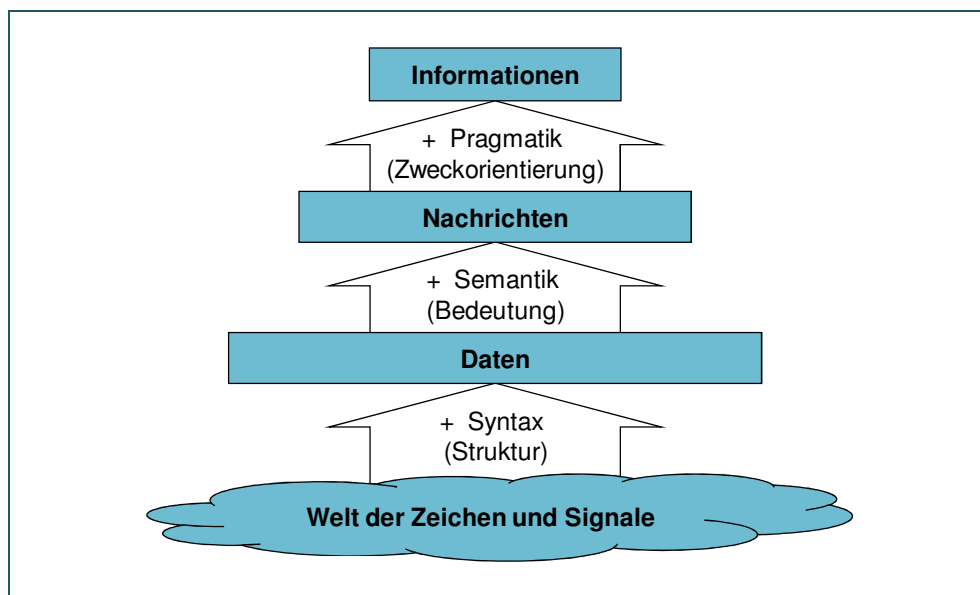 Informationen
+ Pragmatik
(Zweckorientierung)
Nachrichten
+ Semantik
(Bedeutung)
Daten
+ Syntax
(Struktur)
Welt der Zeichen und Signale